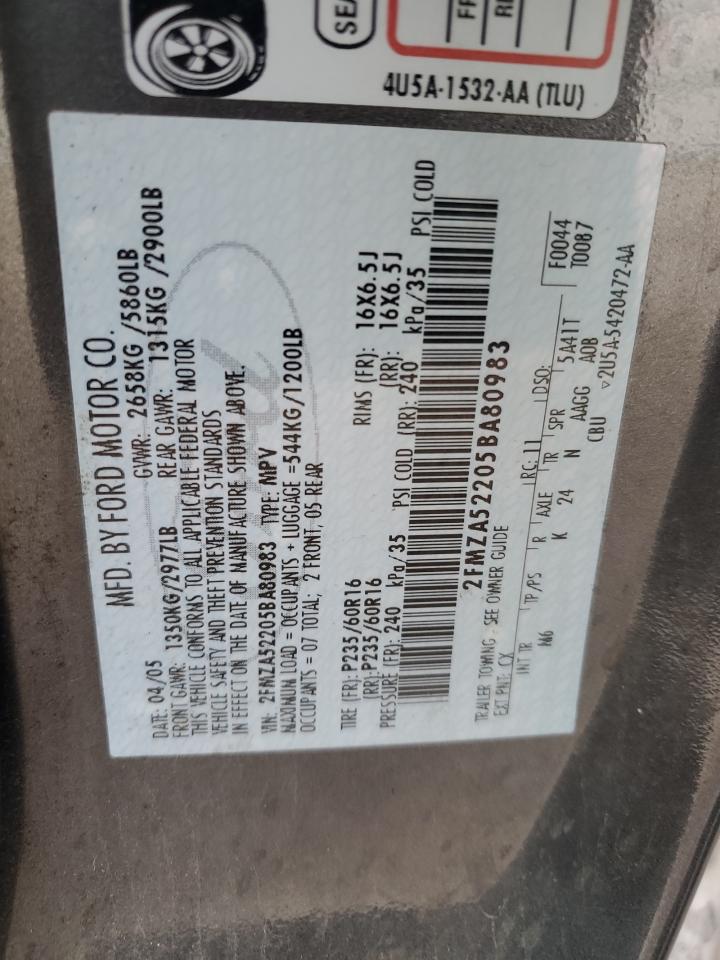 SEA
FR
4U5A-1532-AA (TLU)
MFD. BY FORD MOTOR CO.
DATE: 04/05 GVWR: 2658KG /5860LB
FRONT GAWR: 1350KG/2977LB REAR GAWR: 1315KG /2900LB
THIS VEHICLE CONFORMS TO ALL APPLICABLE FEDERAL MOTOR
VEHICLE SAFETY AND THEFT PREVENTION STANDARDS
IN EFFECT ON THE DATE OF MANUFACTURE SHOWN ABOVE.
VIN: 2FMZA52205BA80983 TYPE: MPV
MAXIMUM LOAD = OCCUPANTS + LUGGAGE =544KG/1200LB
OCCUPANTS = 07 TOTAL; 2 FRONT, 05 REAR
TIRE (FR): P235/60R16 RIMS (FR): 16X6.5J
(RR): P235/60R16 (RR): 16X6.5J
PRESSURE (FR): 240 kPa/35 PSI COLD (RR): 240 kPa/35 PSI COLD
2FMZA52205BA80983
TRAILER TOWING - SEE OWNER GUIDE
EXT PNT: CX RC: 11 DSO: F0044
INT TR TP/PS R AXLE TR SPR 5A41T T0087
M6 K 24 N AAGG A0B
CBU
▽2U5A-5420472-AA